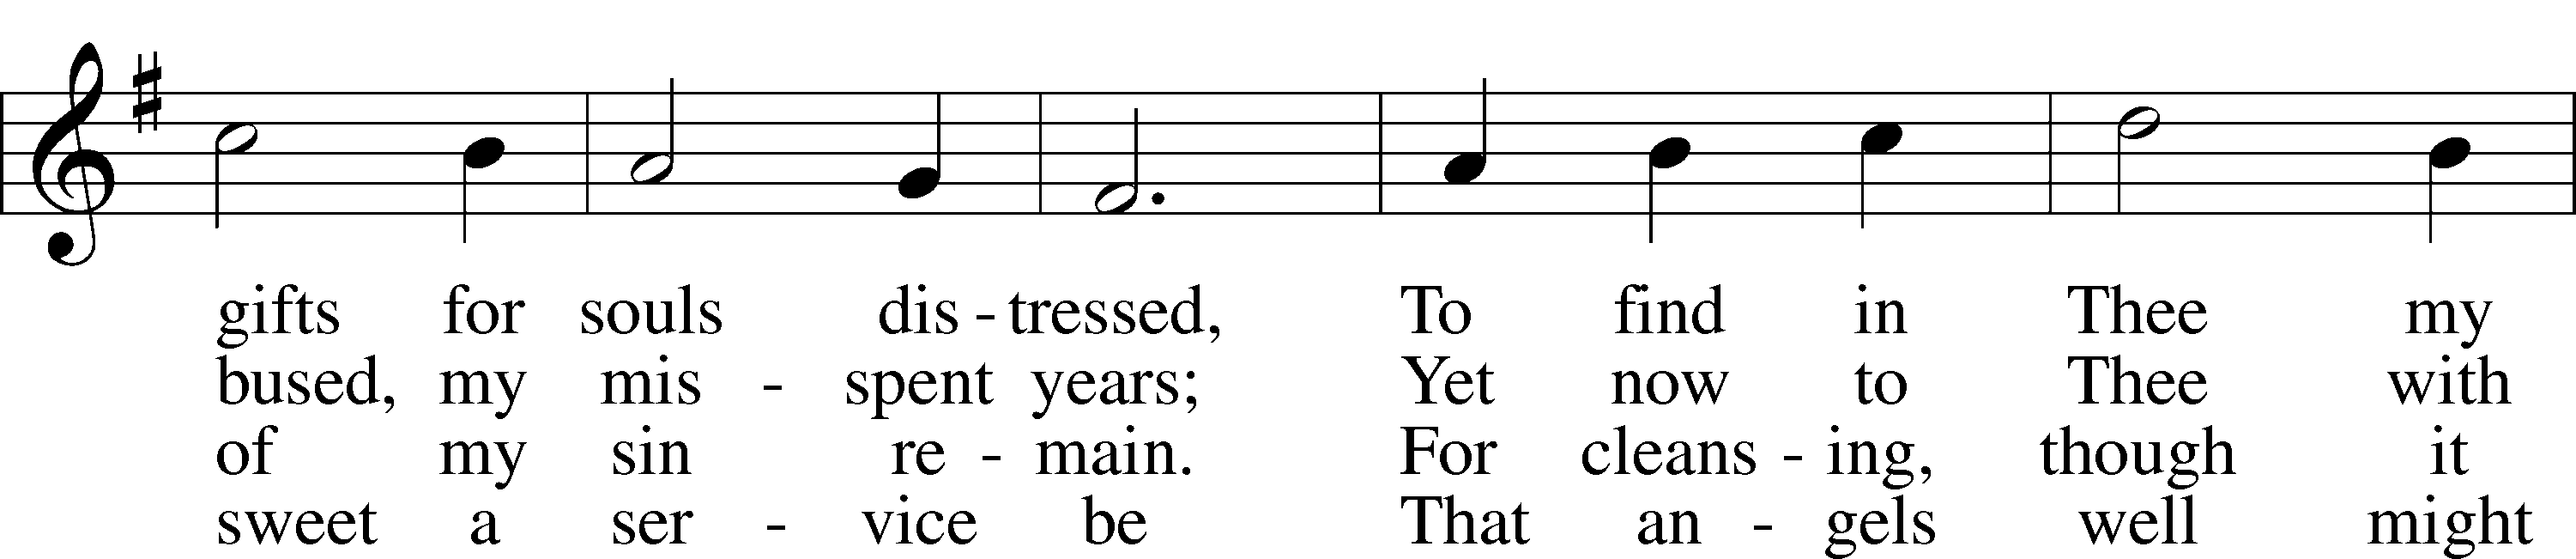 gifts for souls dis - tressed, To find in Thee my
bused, my mis - spent years; Yet now to Thee with
of my sin re - main. For cleans - ing, though it
sweet a ser - vice be That an - gels well might